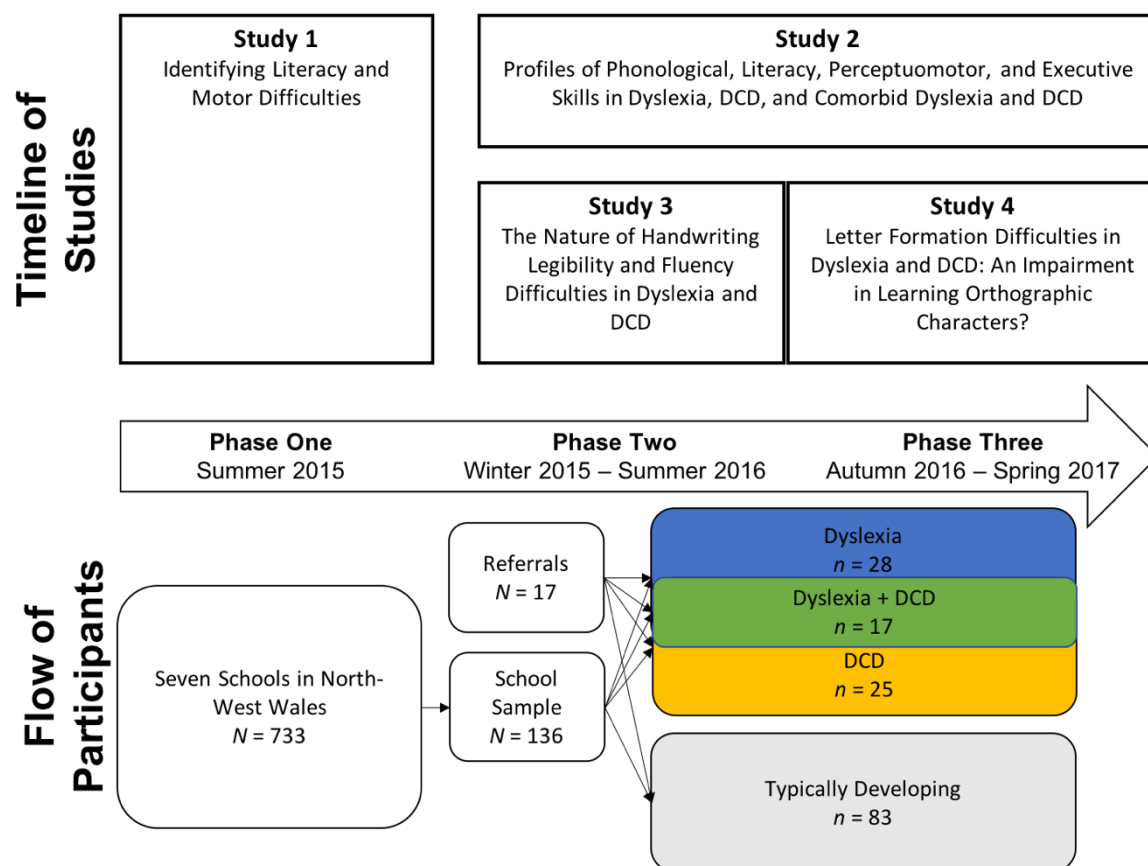 Timeline of
Studies
Study 1
Identifying Literacy and
Motor Difficulties
Study 2
Profiles of Phonological, Literacy, Perceptuomotor, and Executive
Skills in Dyslexia, DCD, and Comorbid Dyslexia and DCD
Study 3
The Nature of Handwriting
Legibility and Fluency
Difficulties in Dyslexia and
DCD
Study 4
Letter Formation Difficulties in
Dyslexia and DCD: An Impairment
in Learning Orthographic
Characters?
Phase One
Summer 2015
Phase Two
Winter 2015 – Summer 2016
Phase Three
Autumn 2016 – Spring 2017
Flow of
Participants
Seven Schools in North-
West Wales
N = 733
Referrals
N = 17
School
Sample
N = 136
Dyslexia
n = 28
Dyslexia + DCD
n = 17
DCD
n = 25
Typically Developing
n = 83